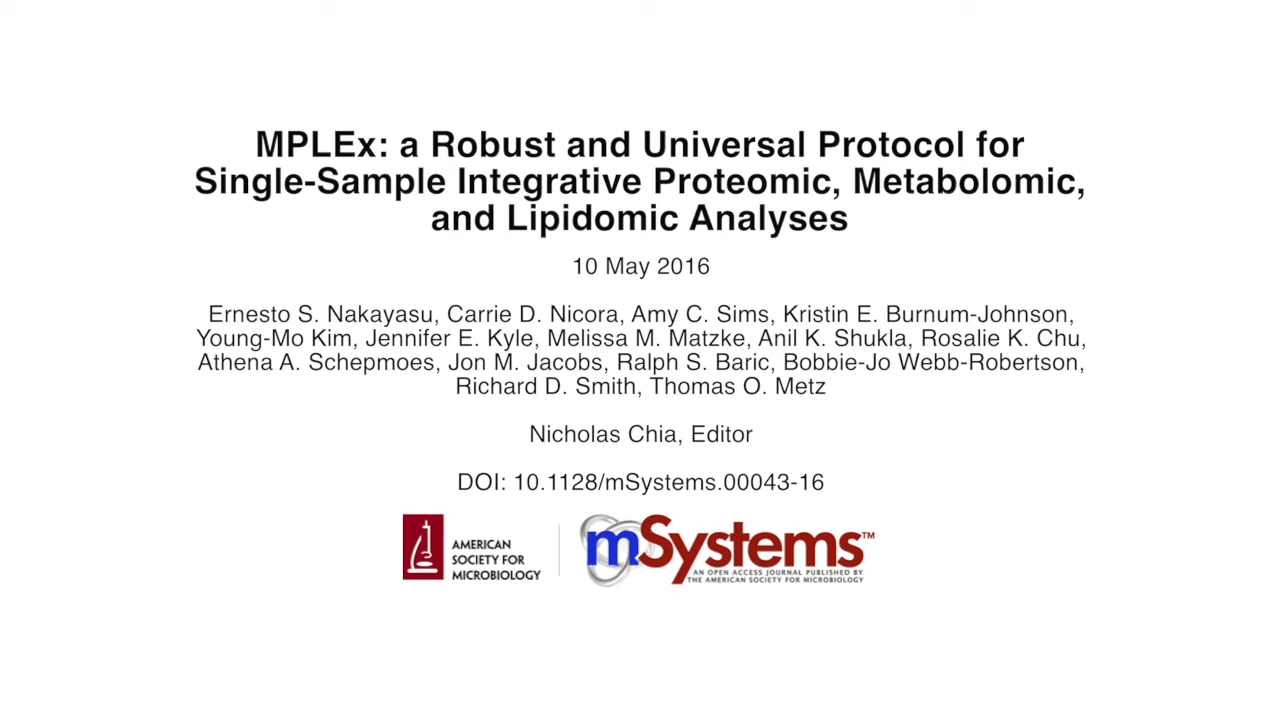 MPLEx: a Robust and Universal Protocol for
Single-Sample Integrative Proteomic, Metabolomic,
and Lipidomic Analyses
10 May 2016
Ernesto S. Nakayasu, Carrie D. Nicora, Amy C. Sims, Kristin E. Burnum-Johnson,
Young-Mo Kim, Jennifer E. Kyle, Melissa M. Matzke, Anil K. Shukla, Rosalie K. Chu,
Athena A. Schepmoes, Jon M. Jacobs, Ralph S. Baric, Bobbie-Jo Webb-Robertson,
Richard D. Smith, Thomas O. Metz
Nicholas Chia, Editor
DOI: 10.1128/mSystems.00043-16
AMERICAN
SOCIETY FOR
MICROBIOLOGY
mSystems™
AN OPEN ACCESS JOURNAL PUBLISHED BY
THE AMERICAN SOCIETY FOR MICROBIOLOGY